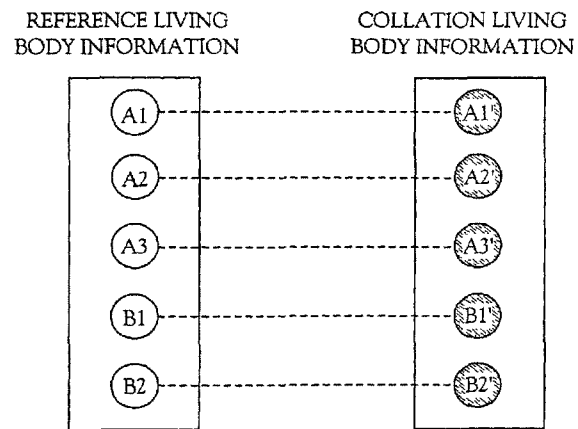 REFERENCE LIVING
BODY INFORMATION
COLLATION LIVING
BODY INFORMATION
A1
A1'
A2
A2'
A3
A3'
B1
B1'
B2
B2'